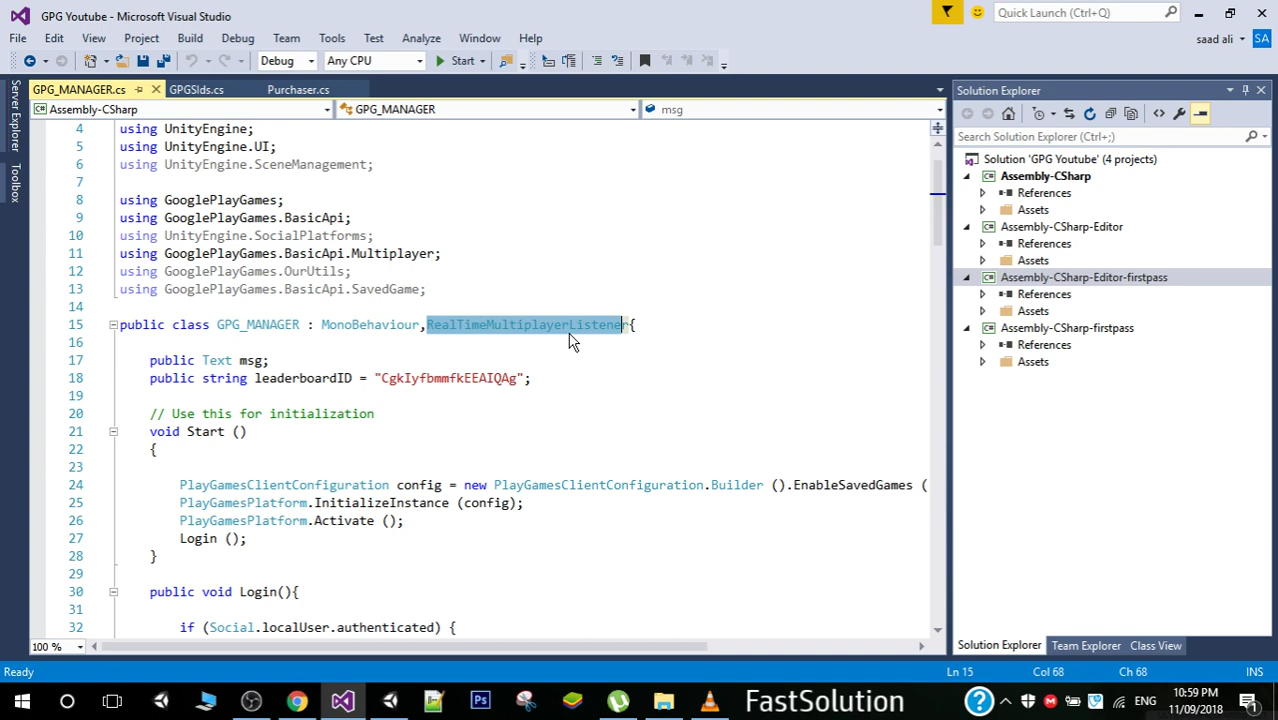 GPG Youtube - Microsoft Visual Studio
Quick Launch (Ctrl+Q)
File Edit View Project Build Debug Team Tools Test Analyze Window Help
saad ali SA
Debug Any CPU Start
GPG_MANAGER.cs GPGSIds.cs Purchaser.cs
Assembly-CSharp GPG_MANAGER msg
Server Explorer
Toolbox
4 using UnityEngine;
5 using UnityEngine.UI;
6 using UnityEngine.SceneManagement;
7
8 using GooglePlayGames;
9 using GooglePlayGames.BasicApi;
10 using UnityEngine.SocialPlatforms;
11 using GooglePlayGames.BasicApi.Multiplayer;
12 using GooglePlayGames.OurUtils;
13 using GooglePlayGames.BasicApi.SavedGame;
14
15 public class GPG_MANAGER : MonoBehaviour,RealTimeMultiplayerListener{
16
17 public Text msg;
18 public string leaderboardID = "CgkIyfbmmfkEEAIQAg";
19
20 // Use this for initialization
21 void Start ()
22 {
23
24 PlayGamesClientConfiguration config = new PlayGamesClientConfiguration.Builder ().EnableSavedGames (
25 PlayGamesPlatform.InitializeInstance (config);
26 PlayGamesPlatform.Activate ();
27 Login ();
28 }
29
30 public void Login(){
31
32 if (Social.localUser.authenticated) {
100 %
Solution Explorer
Search Solution Explorer (Ctrl+;)
Solution 'GPG Youtube' (4 projects)
Assembly-CSharp
References
Assets
Assembly-CSharp-Editor
References
Assets
Assembly-CSharp-Editor-firstpass
References
Assets
Assembly-CSharp-firstpass
References
Assets
Solution Explorer Team Explorer Class View
Ready Ln 15 Col 68 Ch 68 INS
Ps FastSolution ENG 10:59 PM
11/09/2018 1